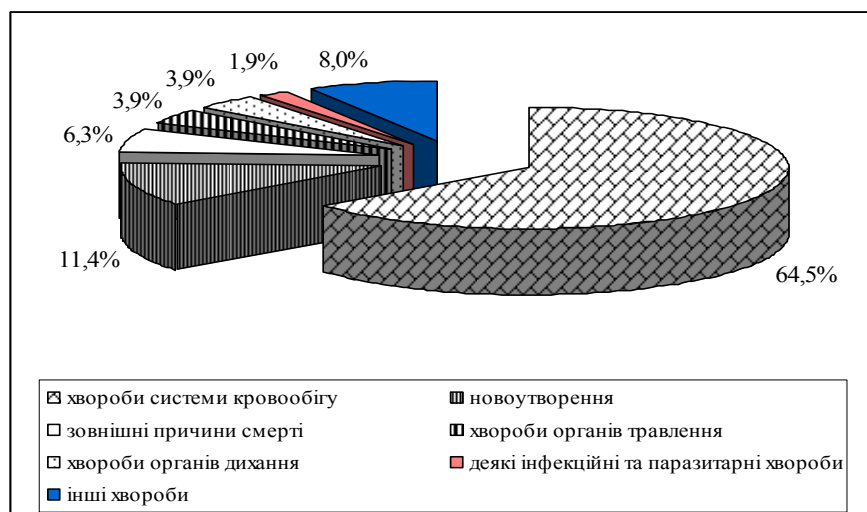 8,0%
1,9%
3,9%
3,9%
6,3%
11,4%
64,5%
хвороби системи кровообігу
новоутворення
зовнішні причини смерті
хвороби органів травлення
хвороби органів дихання
деякі інфекційні та паразитарні хвороби
інші хвороби